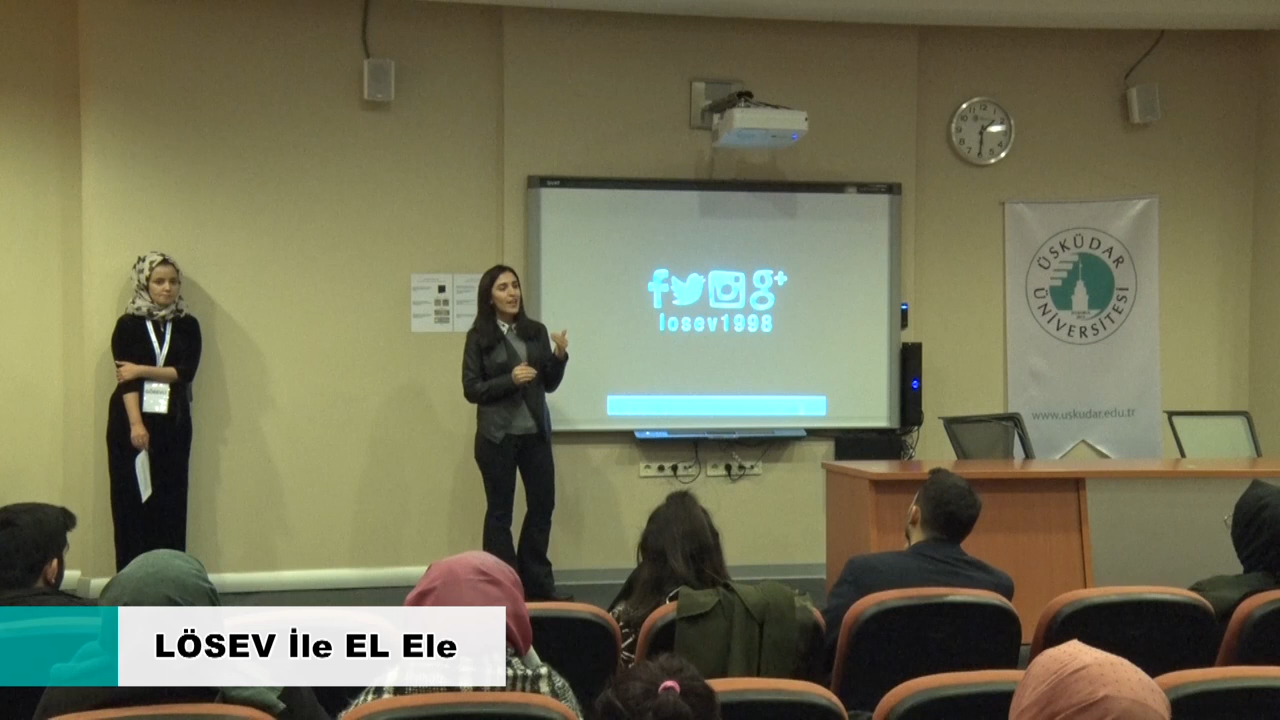 losev1998
ÜSKÜDAR
ÜNİVERSİTESİ
www.uskudar.edu.tr
LÖSEV İle EL Ele